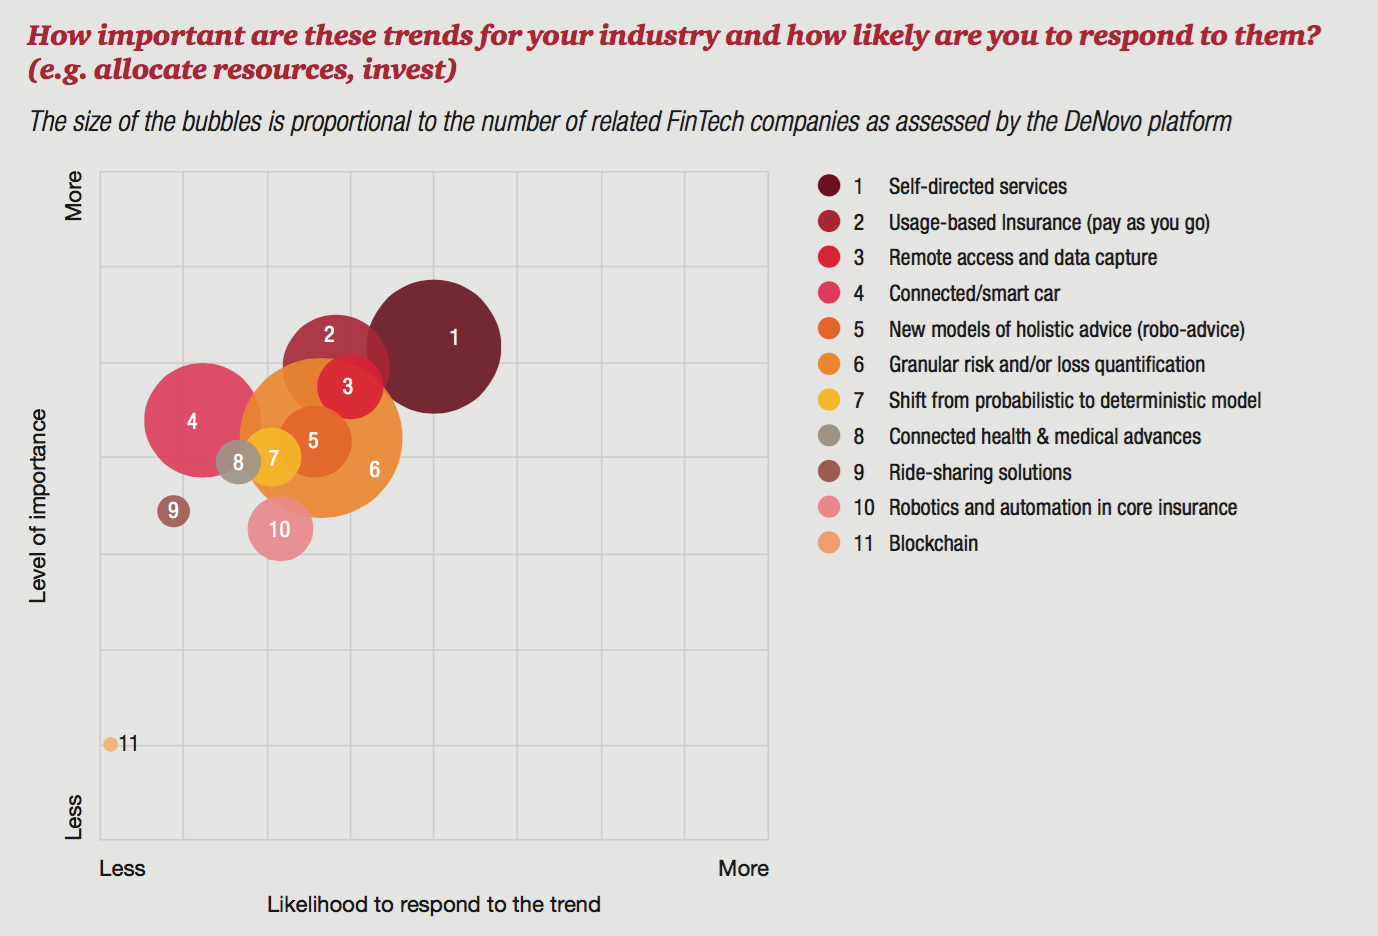 How important are these trends for your industry and how likely are you to respond to them?
(e.g. allocate resources, invest)
The size of the bubbles is proportional to the number of related FinTech companies as assessed by the DeNovo platform
More
Level of importance
Less
1
2
3
4
5
6
7
8
9
10
11
Less
More
Likelihood to respond to the trend
1 Self-directed services
2 Usage-based Insurance (pay as you go)
3 Remote access and data capture
4 Connected/smart car
5 New models of holistic advice (robo-advice)
6 Granular risk and/or loss quantification
7 Shift from probabilistic to deterministic model
8 Connected health & medical advances
9 Ride-sharing solutions
10 Robotics and automation in core insurance
11 Blockchain